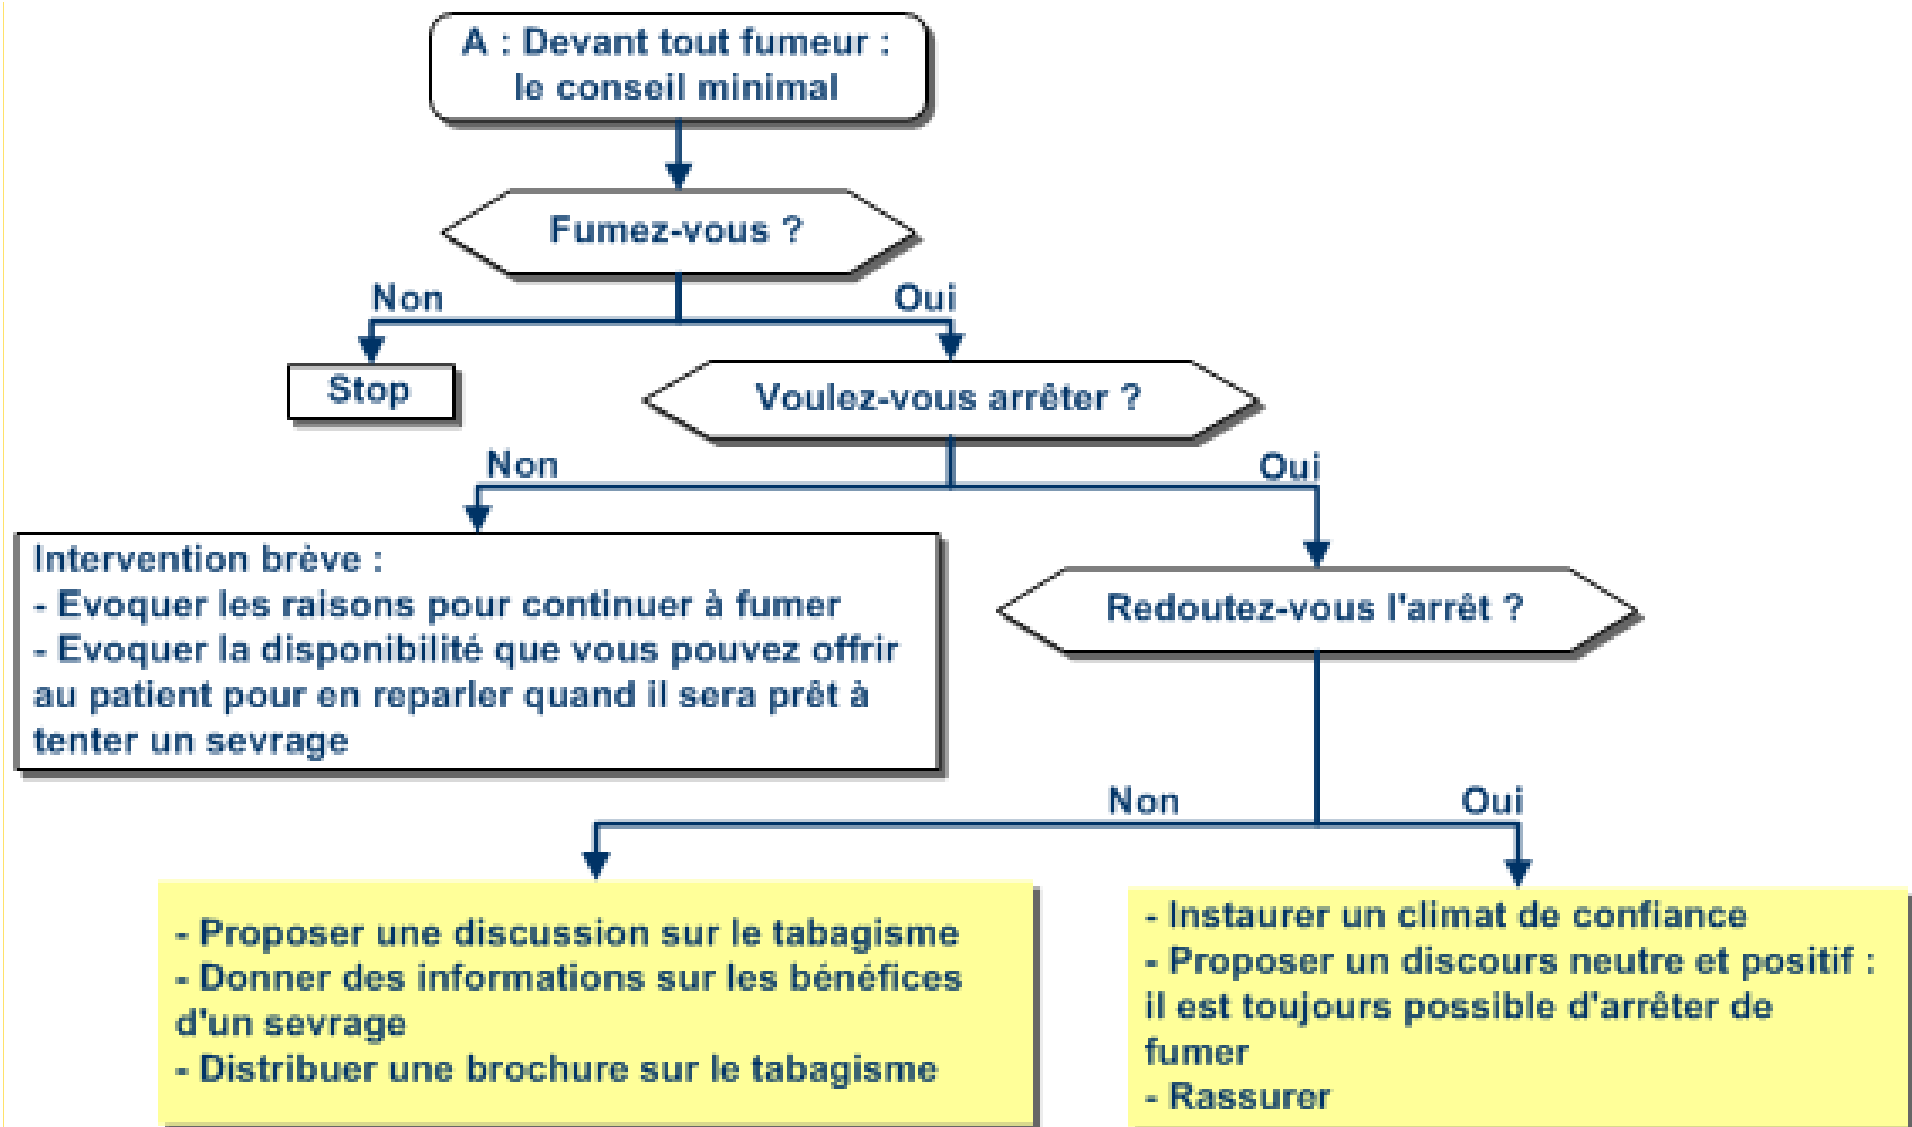 A : Devant tout fumeur :
le conseil minimal
Fumez-vous ?
Non
Oui
Stop
Voulez-vous arrêter ?
Non
Oui
Intervention brève :
- Evoquer les raisons pour continuer à fumer
- Evoquer la disponibilité que vous pouvez offrir
au patient pour en reparler quand il sera prêt à
tenter un sevrage
Redoutez-vous l'arrêt ?
Non
Oui
- Proposer une discussion sur le tabagisme
- Donner des informations sur les bénéfices
d'un sevrage
- Distribuer une brochure sur le tabagisme
- Instaurer un climat de confiance
- Proposer un discours neutre et positif :
il est toujours possible d'arrêter de
fumer
- Rassurer